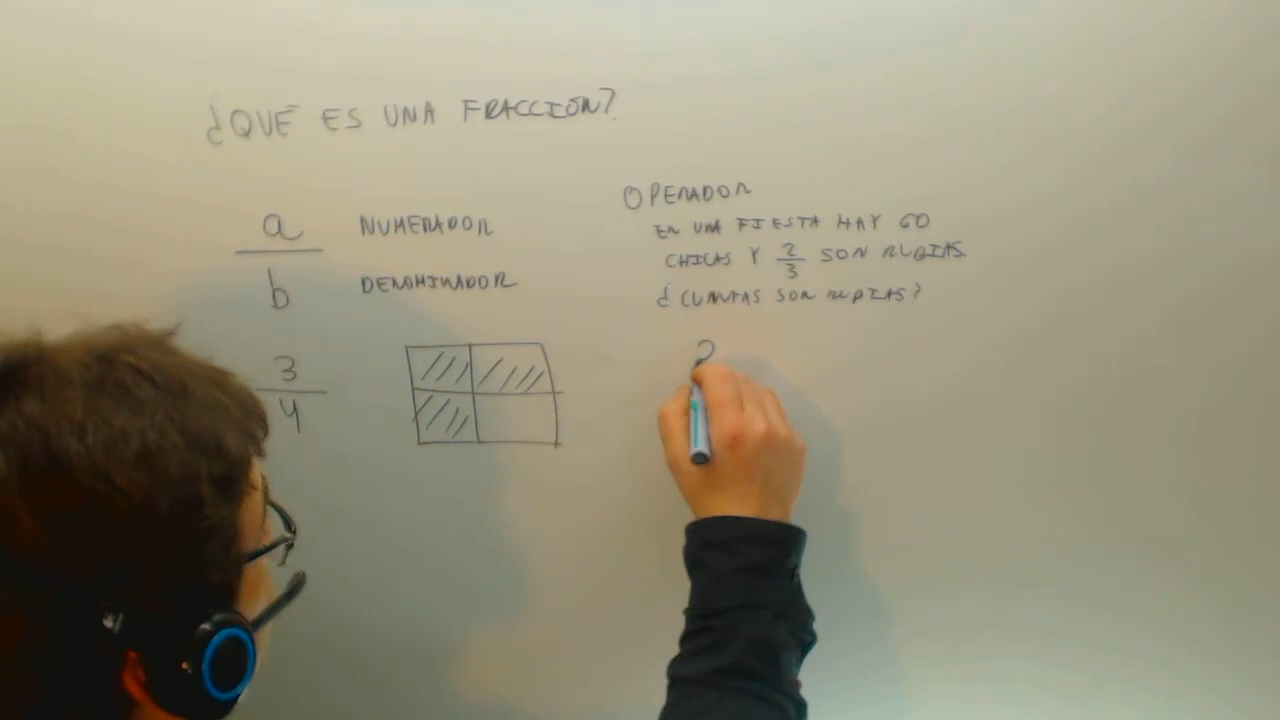 ¿QUÉ ES UNA FRACCIÓN?
a NUMERADOR
b DENOMINADOR
3
4
OPERADOR
EN UNA FIESTA HAY 60
CHICAS Y 2/3 SON RUBIAS
¿CUANTAS SON RUBIAS?
2